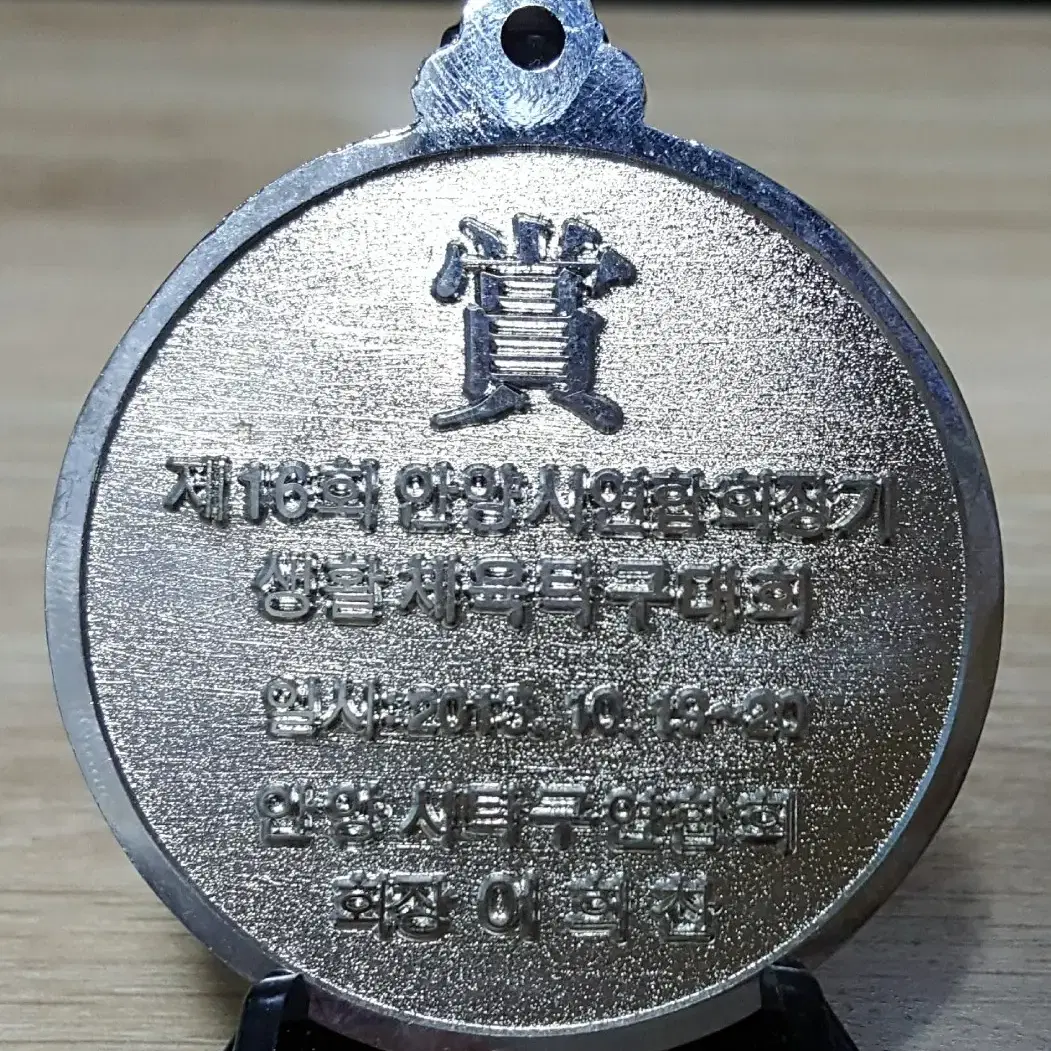 賞
제16회 안양시연합회장기
생활체육탁구대회
일시:2013. 10. 19~20
안양시탁구연합회
회장 이 희 천